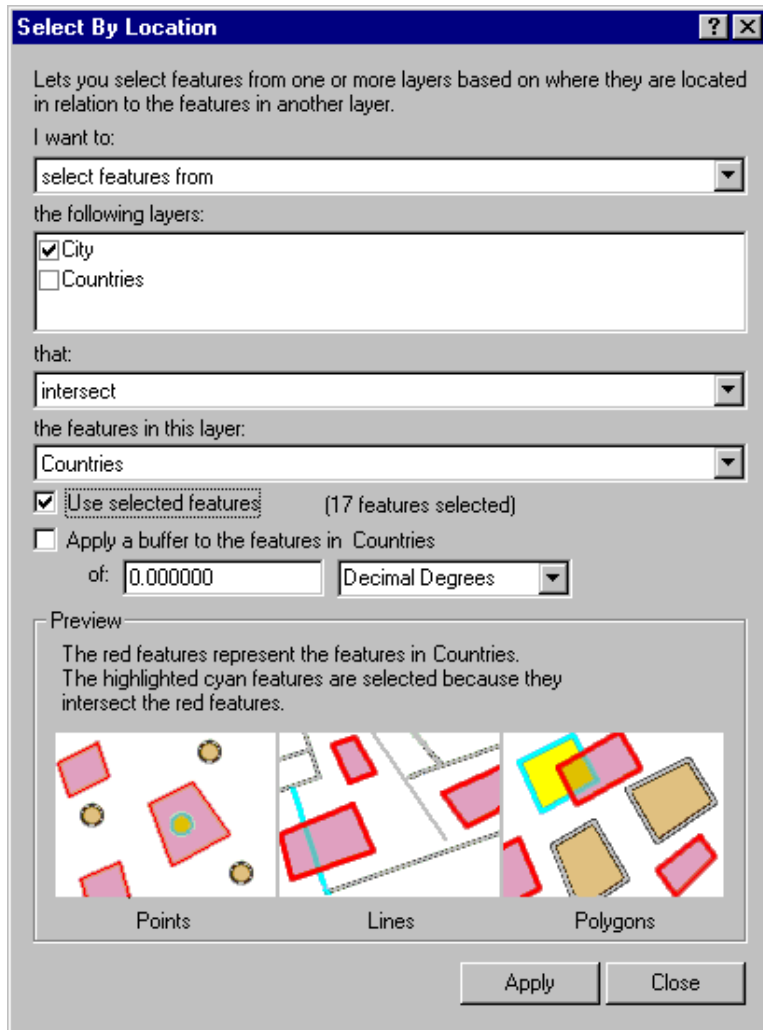 Select By Location
Lets you select features from one or more layers based on where they are located
in relation to the features in another layer.
I want to:
select features from
the following layers:
City
Countries
that:
intersect
the features in this layer:
Countries
Use selected features (17 features selected)
Apply a buffer to the features in Countries
of: 0.000000 Decimal Degrees
Preview
The red features represent the features in Countries.
The highlighted cyan features are selected because they
intersect the red features.
Points Lines Polygons
Apply Close